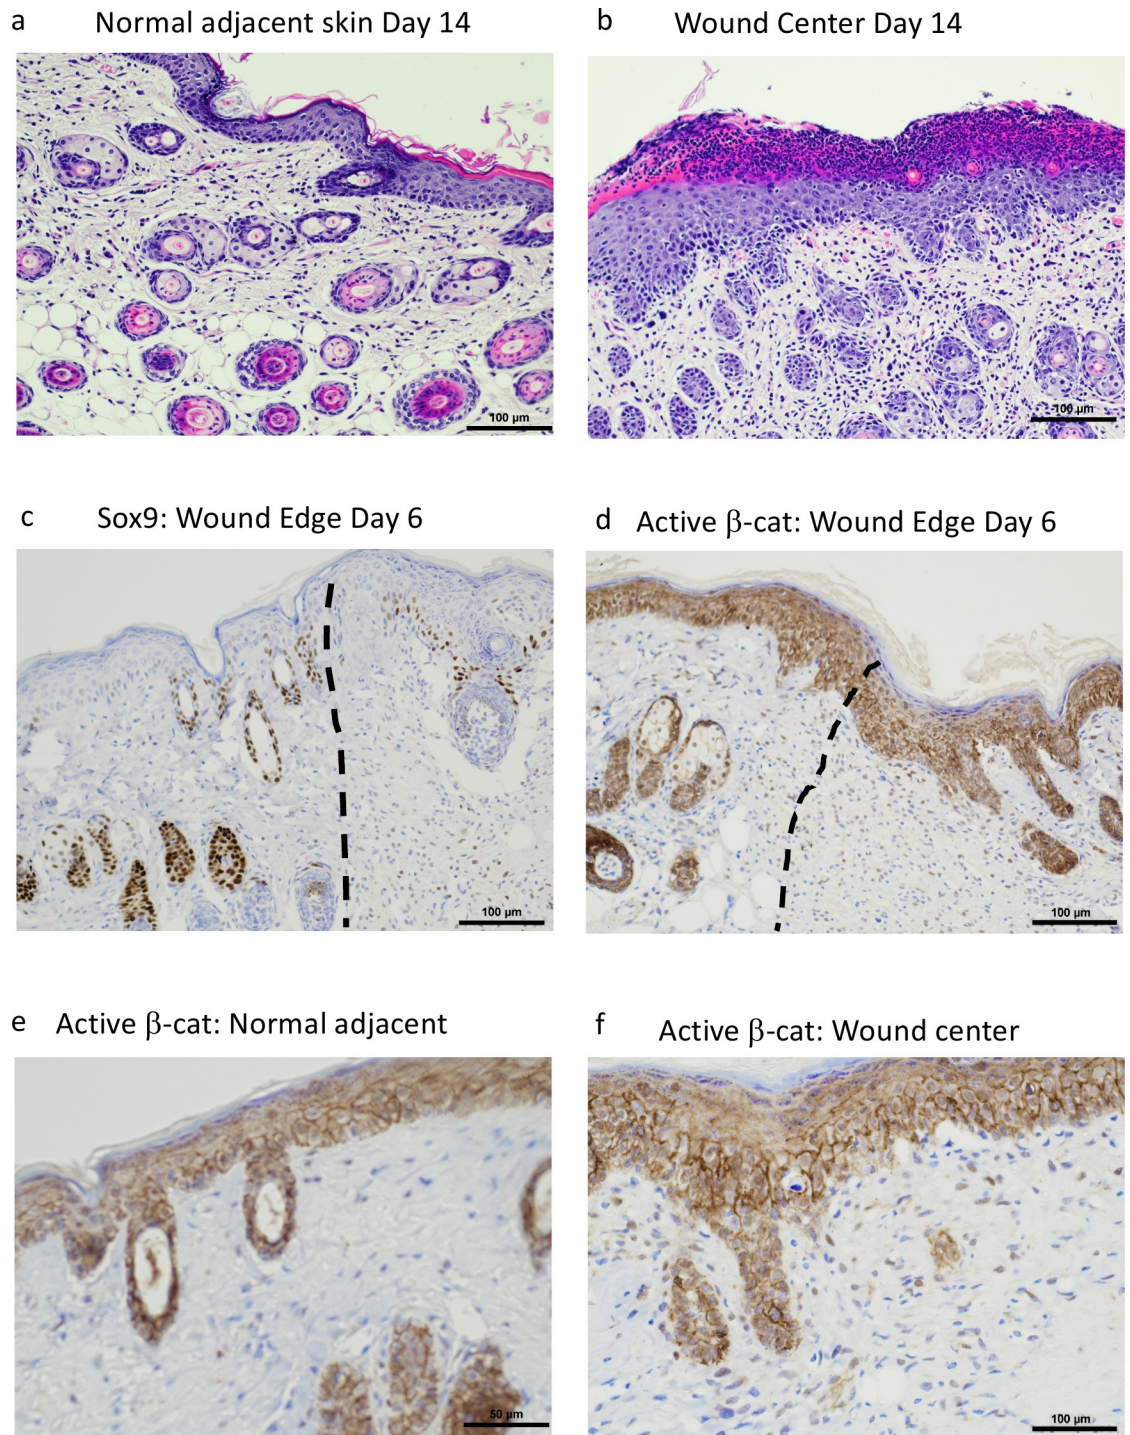 a Normal adjacent skin Day 14
b Wound Center Day 14
100 µm
100 µm
c Sox9: Wound Edge Day 6
d Active β-cat: Wound Edge Day 6
100 µm
100 µm
e Active β-cat: Normal adjacent
f Active β-cat: Wound center
50 µm
100 µm